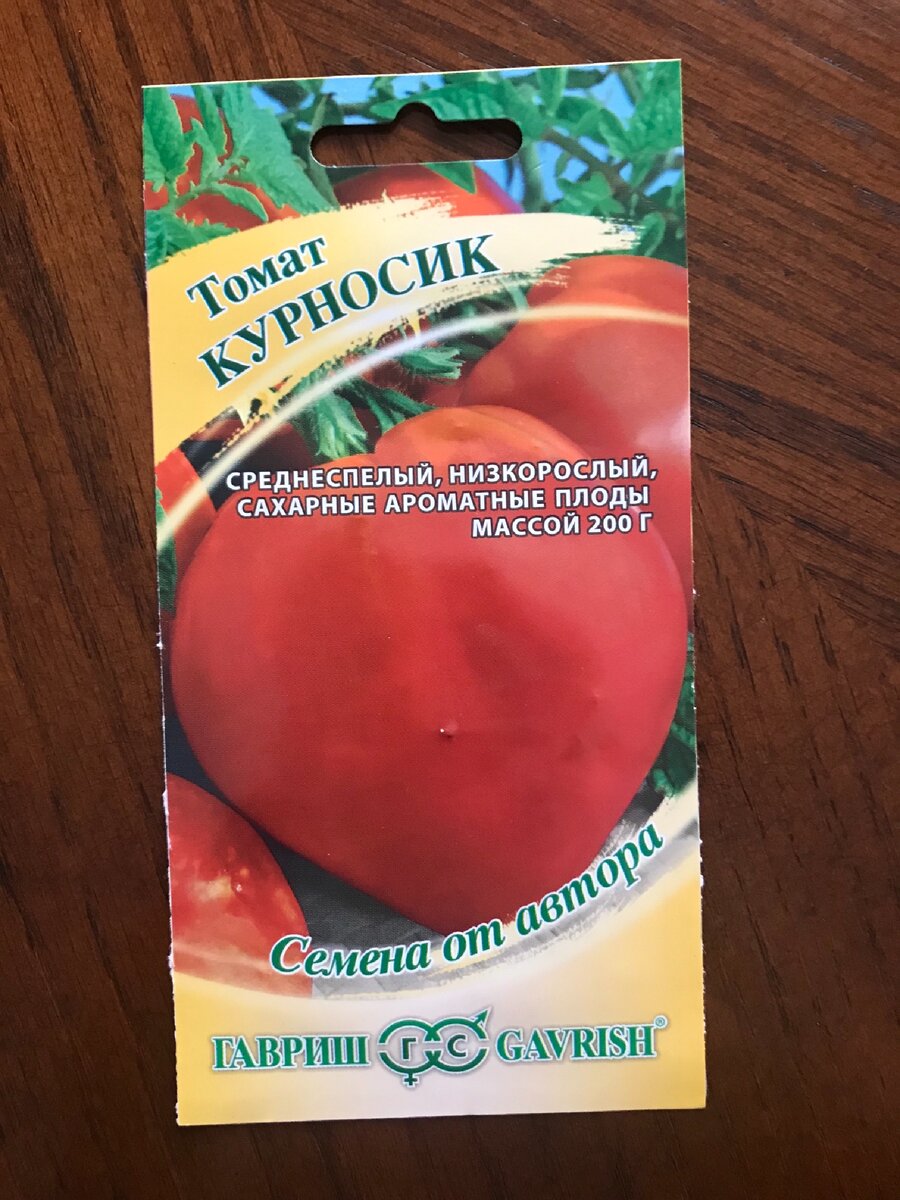 Томат
КУРНОСИК
СРЕДНЕСПЕЛЫЙ, НИЗКОРОСЛЫЙ,
САХАРНЫЕ АРОМАТНЫЕ ПЛОДЫ
МАССОЙ 200 Г
Семена от автора
ГАВРИШ ГС GAVRISH®